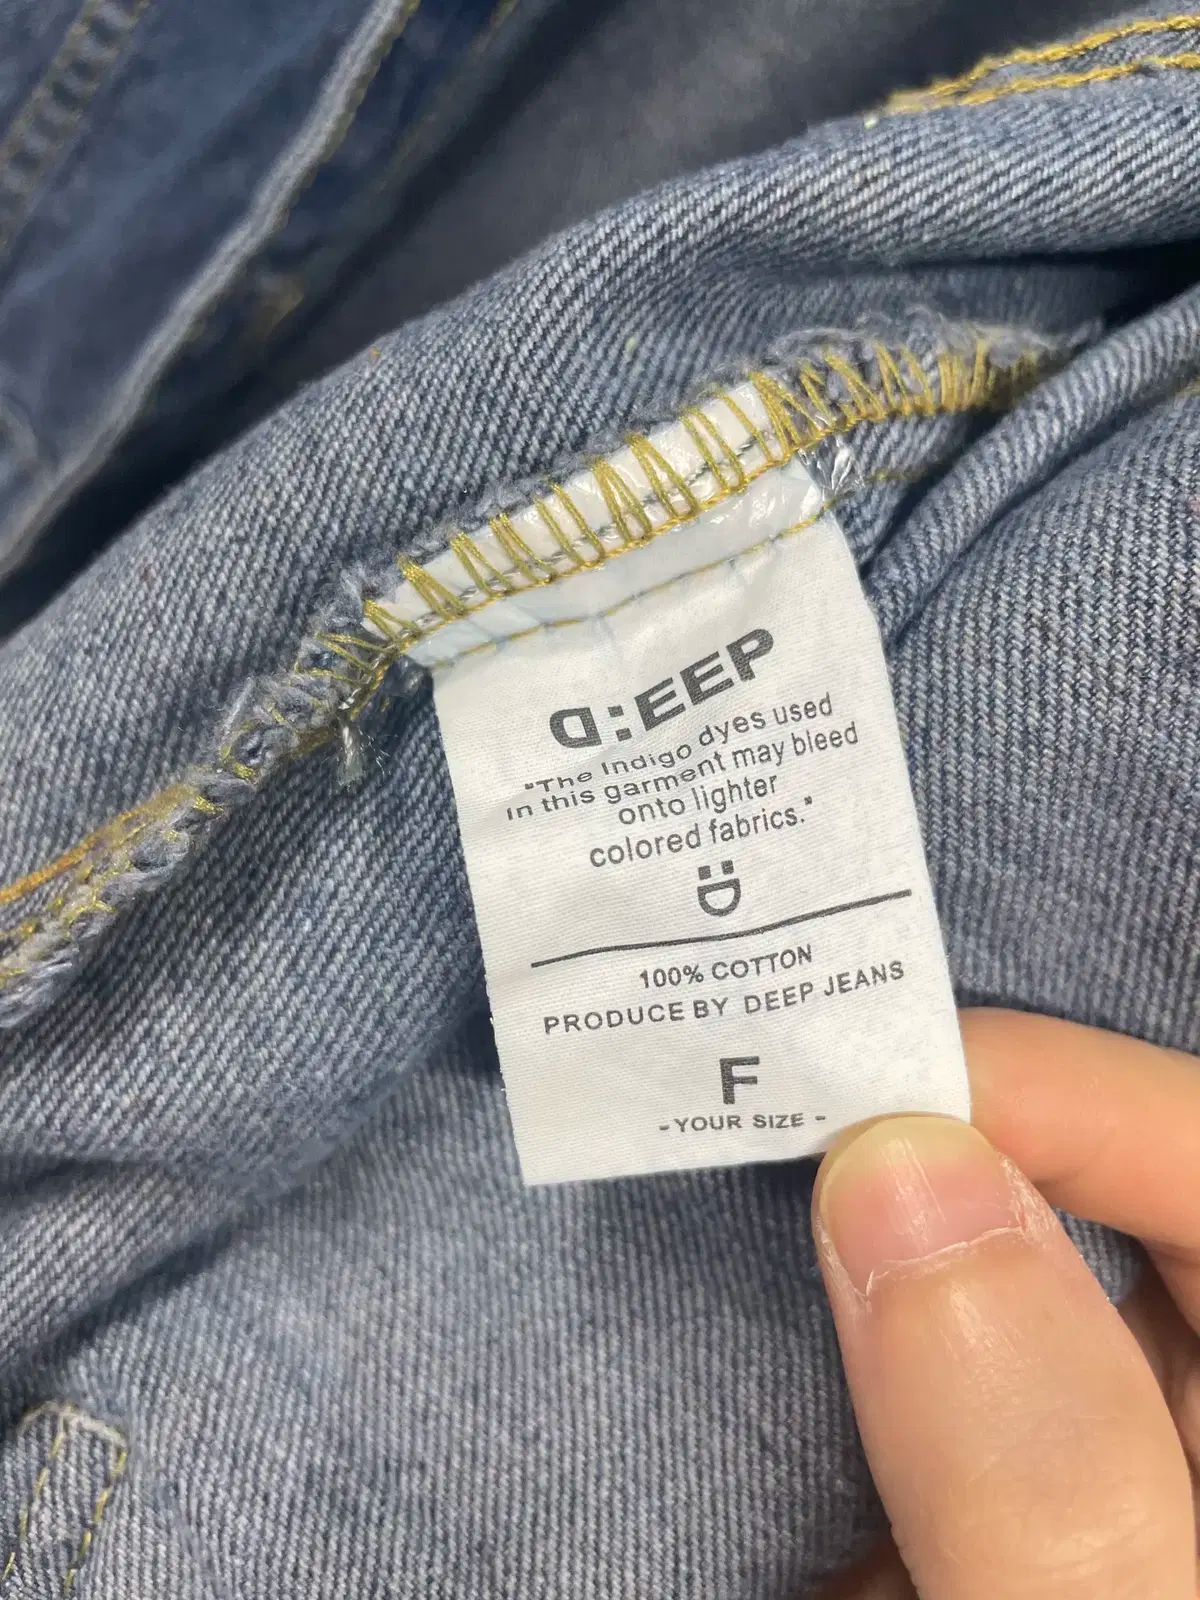 D:EEP
"The Indigo dyes used
in this garment may bleed
onto lighter
colored fabrics."
:D
100% COTTON
PRODUCE BY DEEP JEANS
F
- YOUR SIZE -